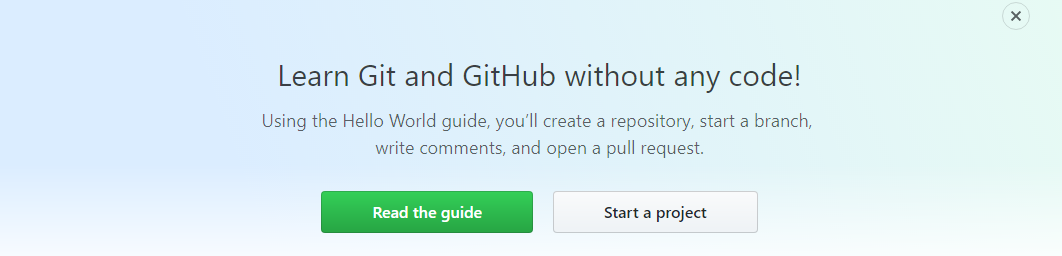 Learn Git and GitHub without any code!
Using the Hello World guide, you’ll create a repository, start a branch,
write comments, and open a pull request.
Read the guide
Start a project